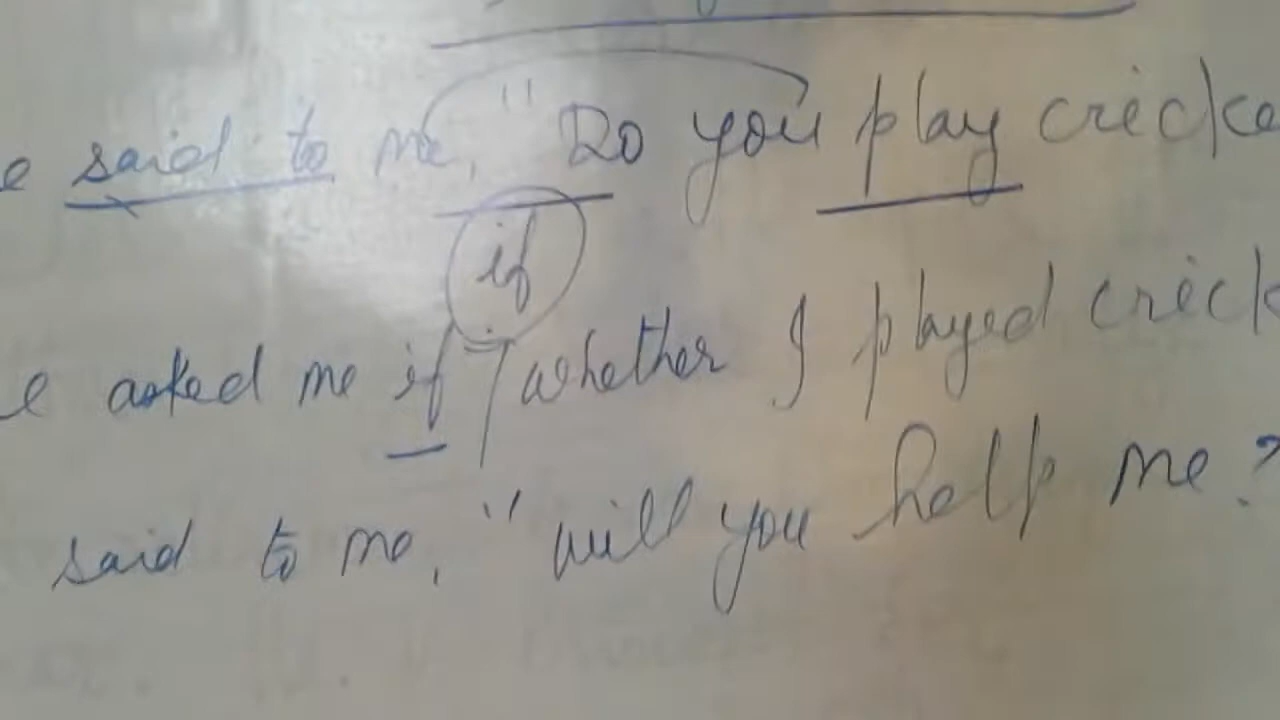 e said to me, " Do you play cricke
if
e asked me if / whether I played crick
said to me, " will you help me?